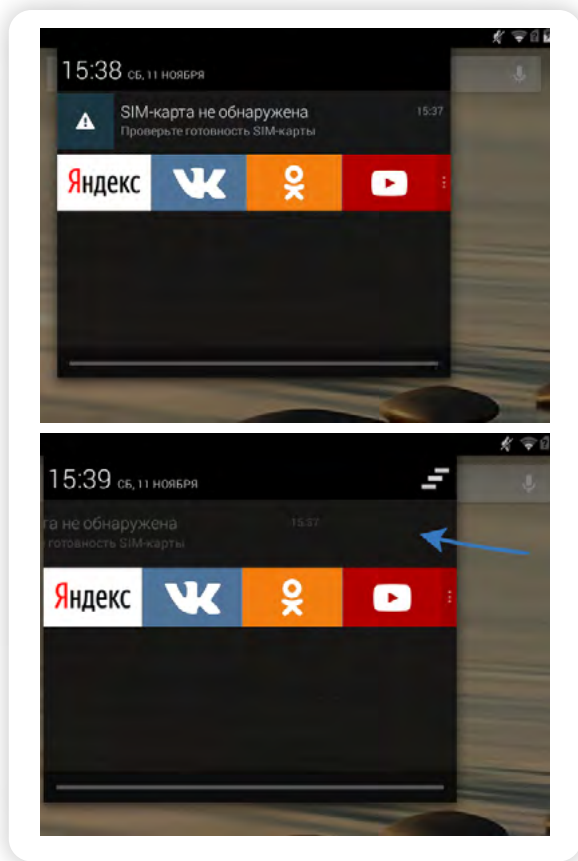 15:38 СБ, 11 НОЯБРЯ
SIM-карта не обнаружена 15:37
Проверьте готовность SIM-карты
Яндекс
15:39 СБ, 11 НОЯБРЯ
та не обнаружена 15:37
готовность SIM-карты
Яндекс